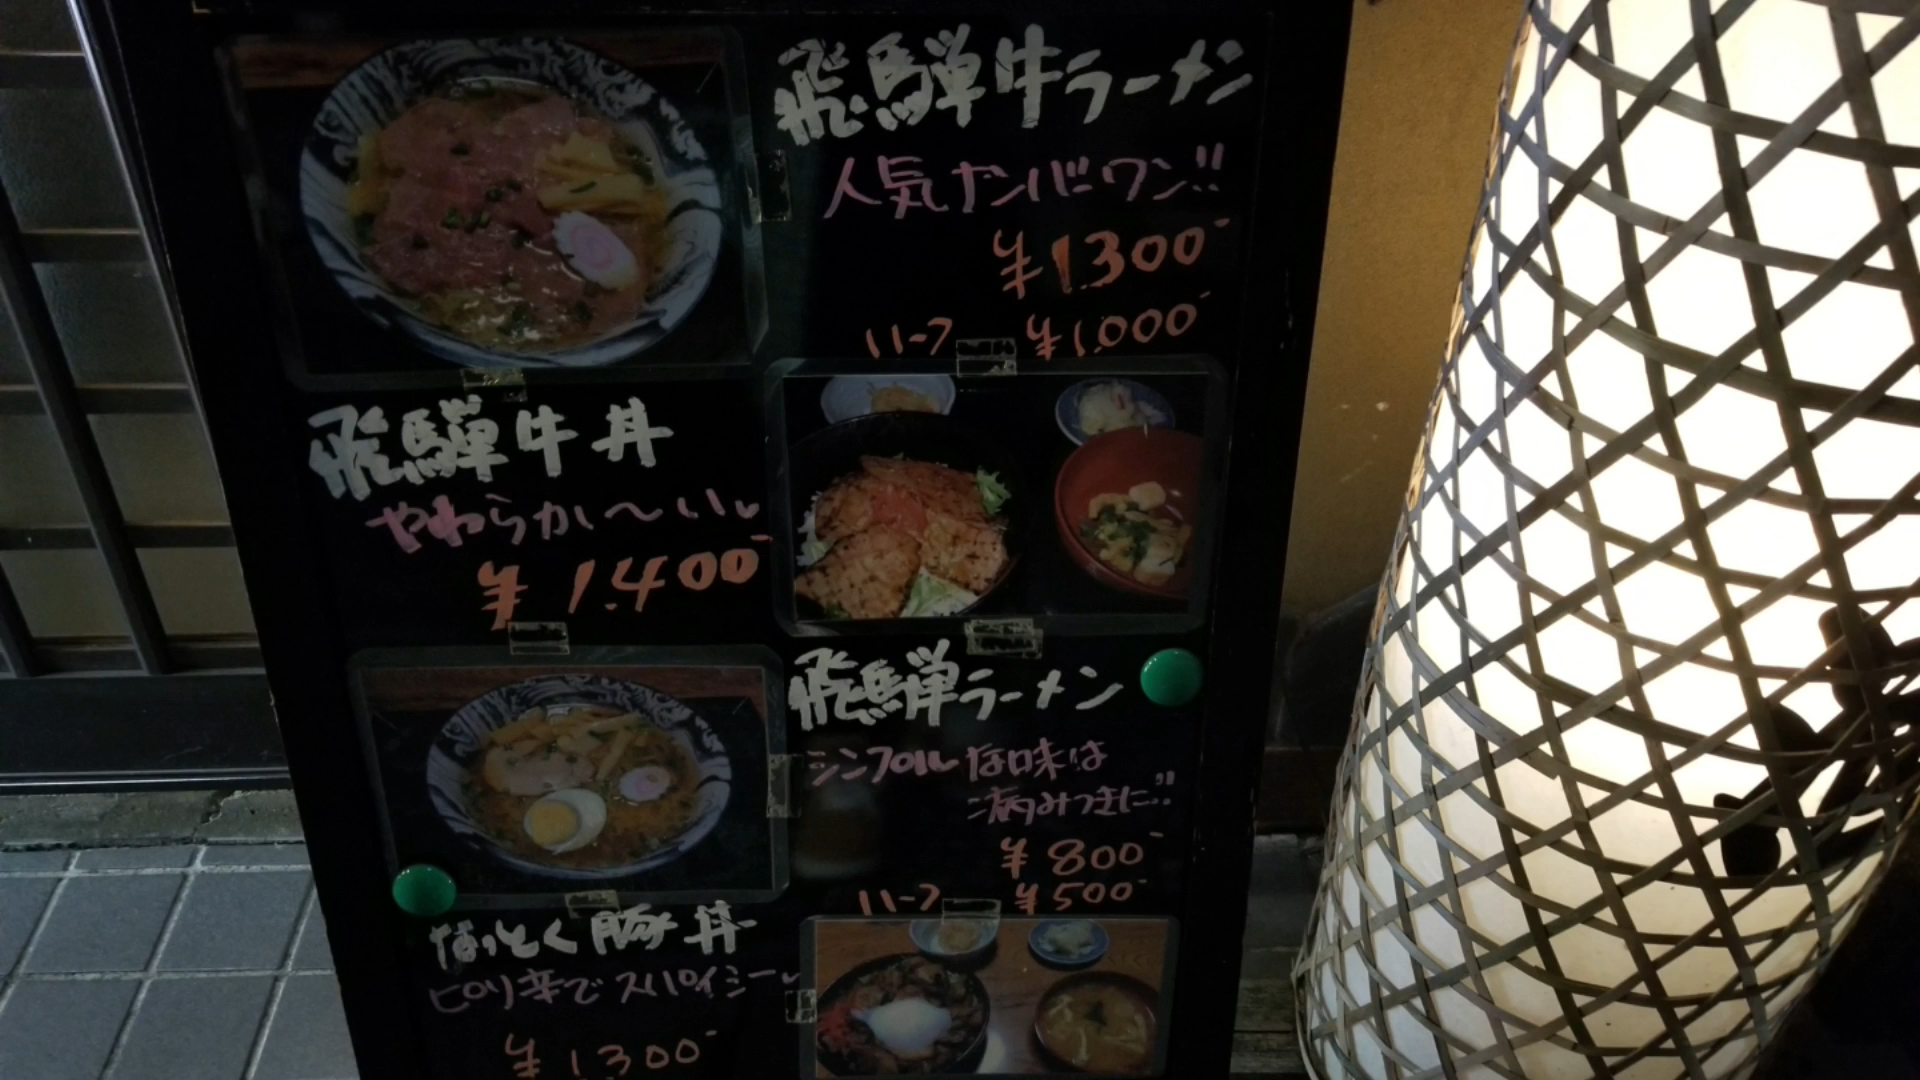 飛騨牛ラーメン
人気ナンバーワン!!
¥1.300-
ハーフ ¥1.000-
飛騨牛丼
やわらか〜い
¥1.400-
飛騨ラーメン
シンプルな味は
病みつきに!!
¥800-
ハーフ ¥500-
なっとく豚丼
ピリ辛でスパイシー
¥1.300-